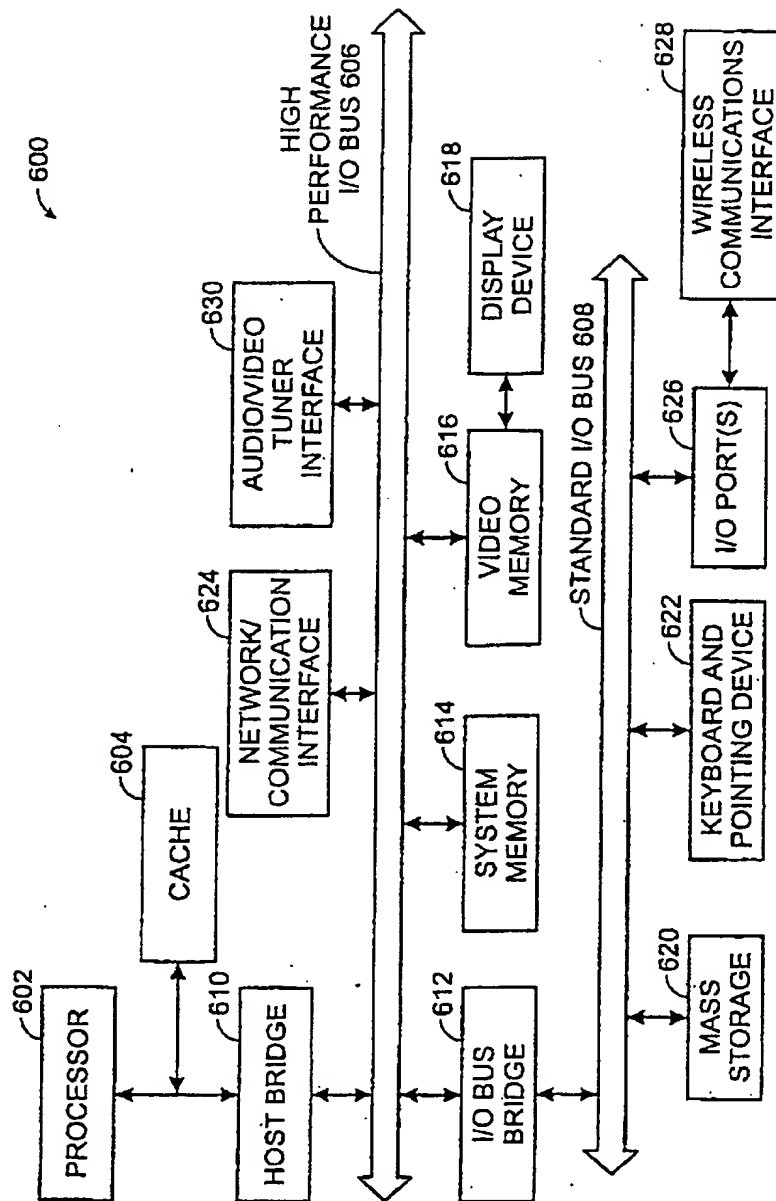 600
602
PROCESSOR
604
CACHE
610
HOST BRIDGE
624
NETWORK/
COMMUNICATION
INTERFACE
630
AUDIO/VIDEO
TUNER
INTERFACE
HIGH
PERFORMANCE
I/O BUS 606
612
I/O BUS
BRIDGE
614
SYSTEM
MEMORY
616
VIDEO
MEMORY
618
DISPLAY
DEVICE
STANDARD I/O BUS 608
620
MASS
STORAGE
622
KEYBOARD AND
POINTING DEVICE
626
I/O PORT(S)
628
WIRELESS
COMMUNICATIONS
INTERFACE